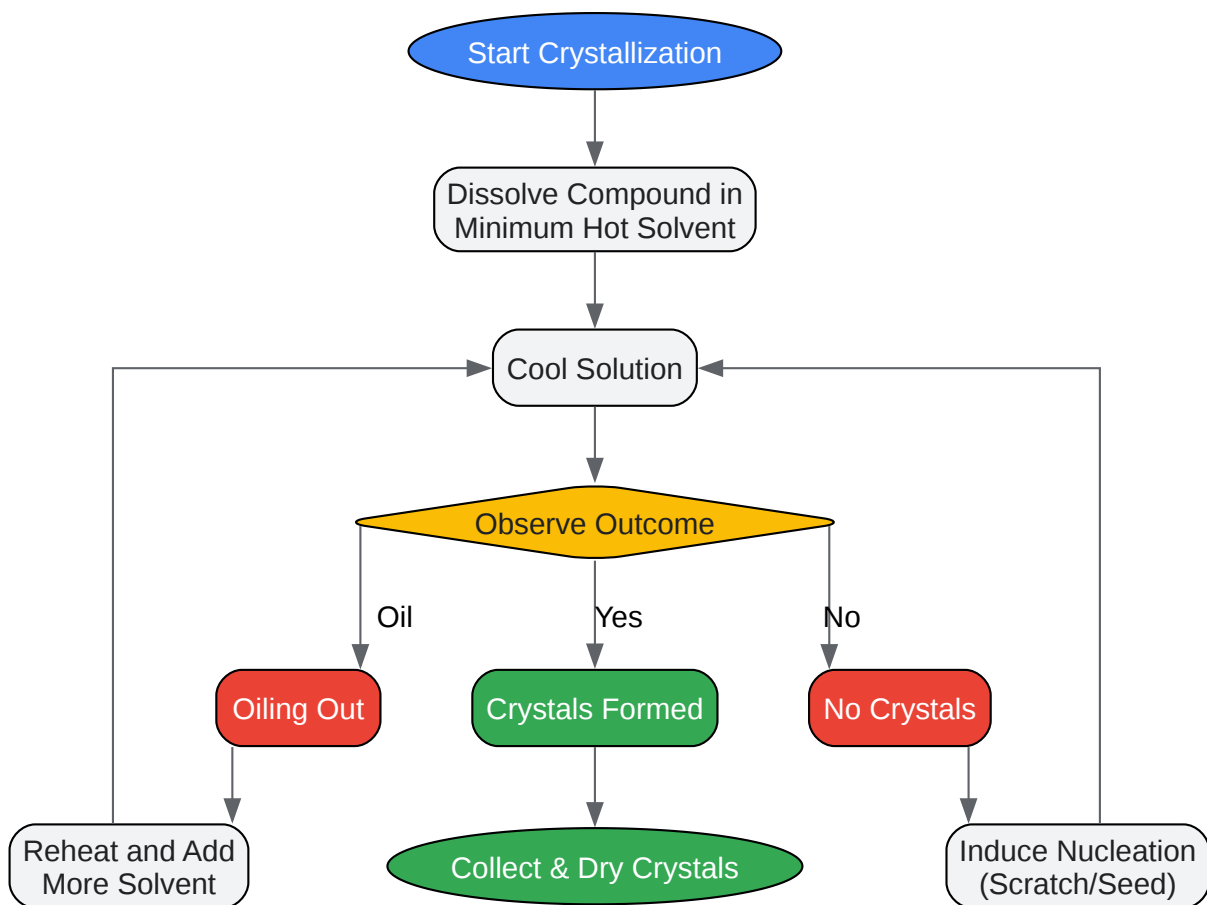 Start Crystallization
Dissolve Compound in
Minimum Hot Solvent
Cool Solution
Observe Outcome
Oil
Yes
No
Oiling Out
Crystals Formed
No Crystals
Reheat and Add
More Solvent
Collect & Dry Crystals
Induce Nucleation
(Scratch/Seed)